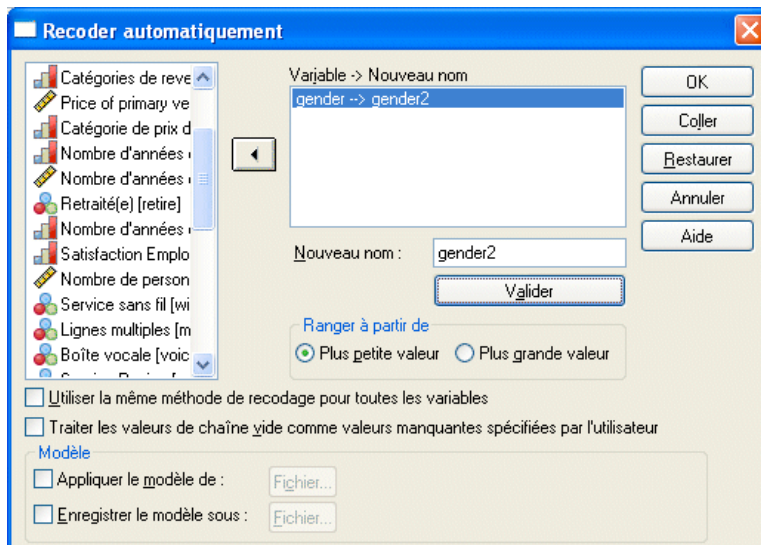 Recoder automatiquement
Catégories de reve
Price of primary ve
Catégorie de prix d
Nombre d'années
Nombre d'années
Retraité(e) [retire]
Nombre d'années
Satisfaction Emplo
Nombre de person
Service sans fil [wi
Lignes multiples [m
Boîte vocale [voic
Variable -> Nouveau nom
gender --> gender2
Nouveau nom :
gender2
Valider
Ranger à partir de
Plus petite valeur
Plus grande valeur
OK
Coller
Restaurer
Annuler
Aide
Utiliser la même méthode de recodage pour toutes les variables
Traiter les valeurs de chaîne vide comme valeurs manquantes spécifiées par l'utilisateur
Modèle
Appliquer le modèle de :
Fichier...
Enregistrer le modèle sous :
Fichier...